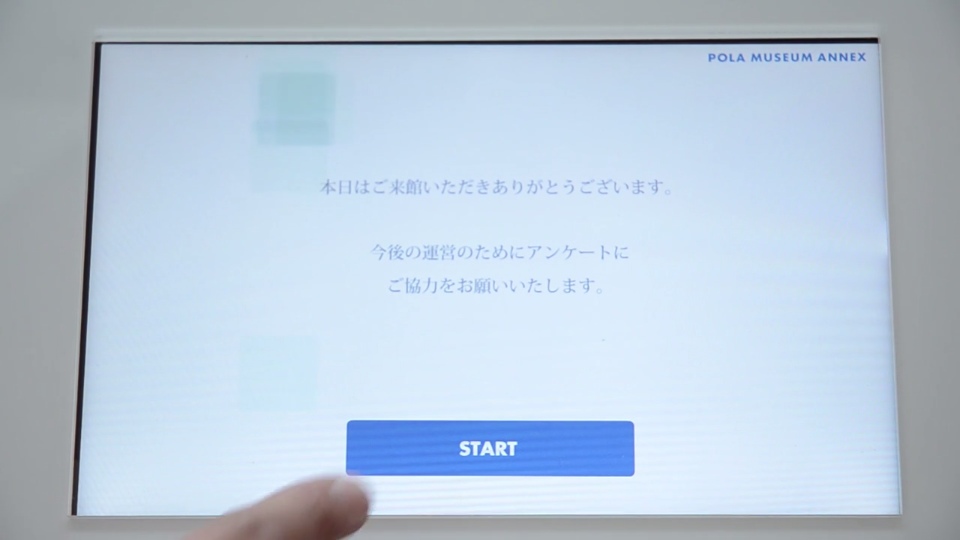 POLA MUSEUM ANNEX
本日はご来館いただきありがとうございます。
今後の運営のためにアンケートに
ご協力をお願いいたします。
START